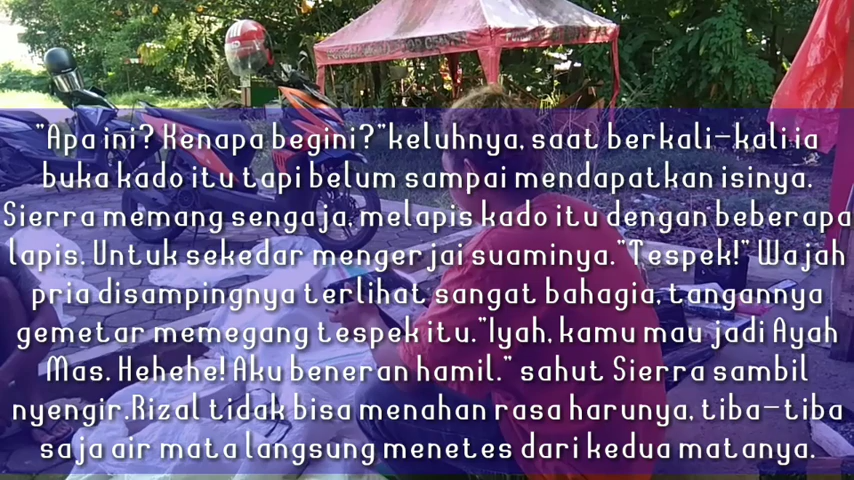 "Apa ini? Kenapa begini?"keluhnya, saat berkali-kali ia
buka kado itu tapi belum sampai mendapatkan isinya.
Sierra memang sengaja, melapis kado itu dengan beberapa
lapis. Untuk sekedar mengerjai suaminya."Tespek!" Wajah
pria disampingnya terlihat sangat bahagia, tangannya
gemetar memegang tespek itu."Iyah, kamu mau jadi Ayah
Mas. Hehehe! Aku beneran hamil." sahut Sierra sambil
nyengir.Rizal tidak bisa menahan rasa harunya, tiba-tiba
saja air mata langsung menetes dari kedua matanya.